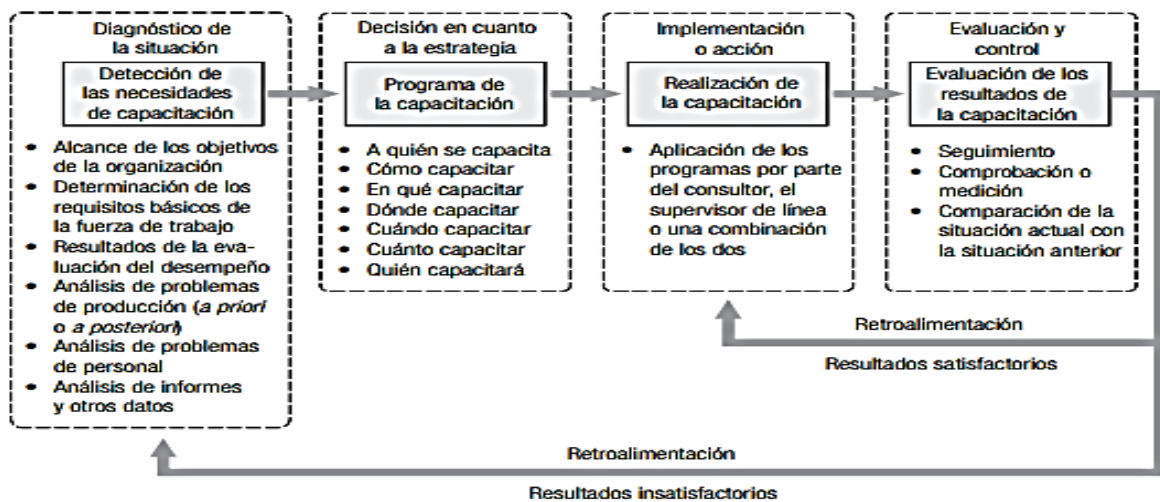 Diagnóstico de
la situación
Detección de
las necesidades
de capacitación
• Alcance de los objetivos
de la organización
• Determinación de los
requisitos básicos de
la fuerza de trabajo
• Resultados de la eva-
luación del desempeño
• Análisis de problemas
de producción (a priori
o a posteriori)
• Análisis de problemas
de personal
• Análisis de informes
y otros datos
Decisión en cuanto
a la estrategia
Programa de
la capacitación
• A quién se capacita
• Cómo capacitar
• En qué capacitar
• Dónde capacitar
• Cuándo capacitar
• Cuánto capacitar
• Quién capacitará
Implementación
o acción
Realización de
la capacitación
• Aplicación de los
programas por parte
del consultor, el
supervisor de línea
o una combinación
de los dos
Evaluación y
control
Evaluación de los
resultados de
la capacitación
• Seguimiento
• Comprobación o
medición
• Comparación de la
situación actual con
la situación anterior
Retroalimentación
Resultados satisfactorios
Retroalimentación
Resultados insatisfactorios